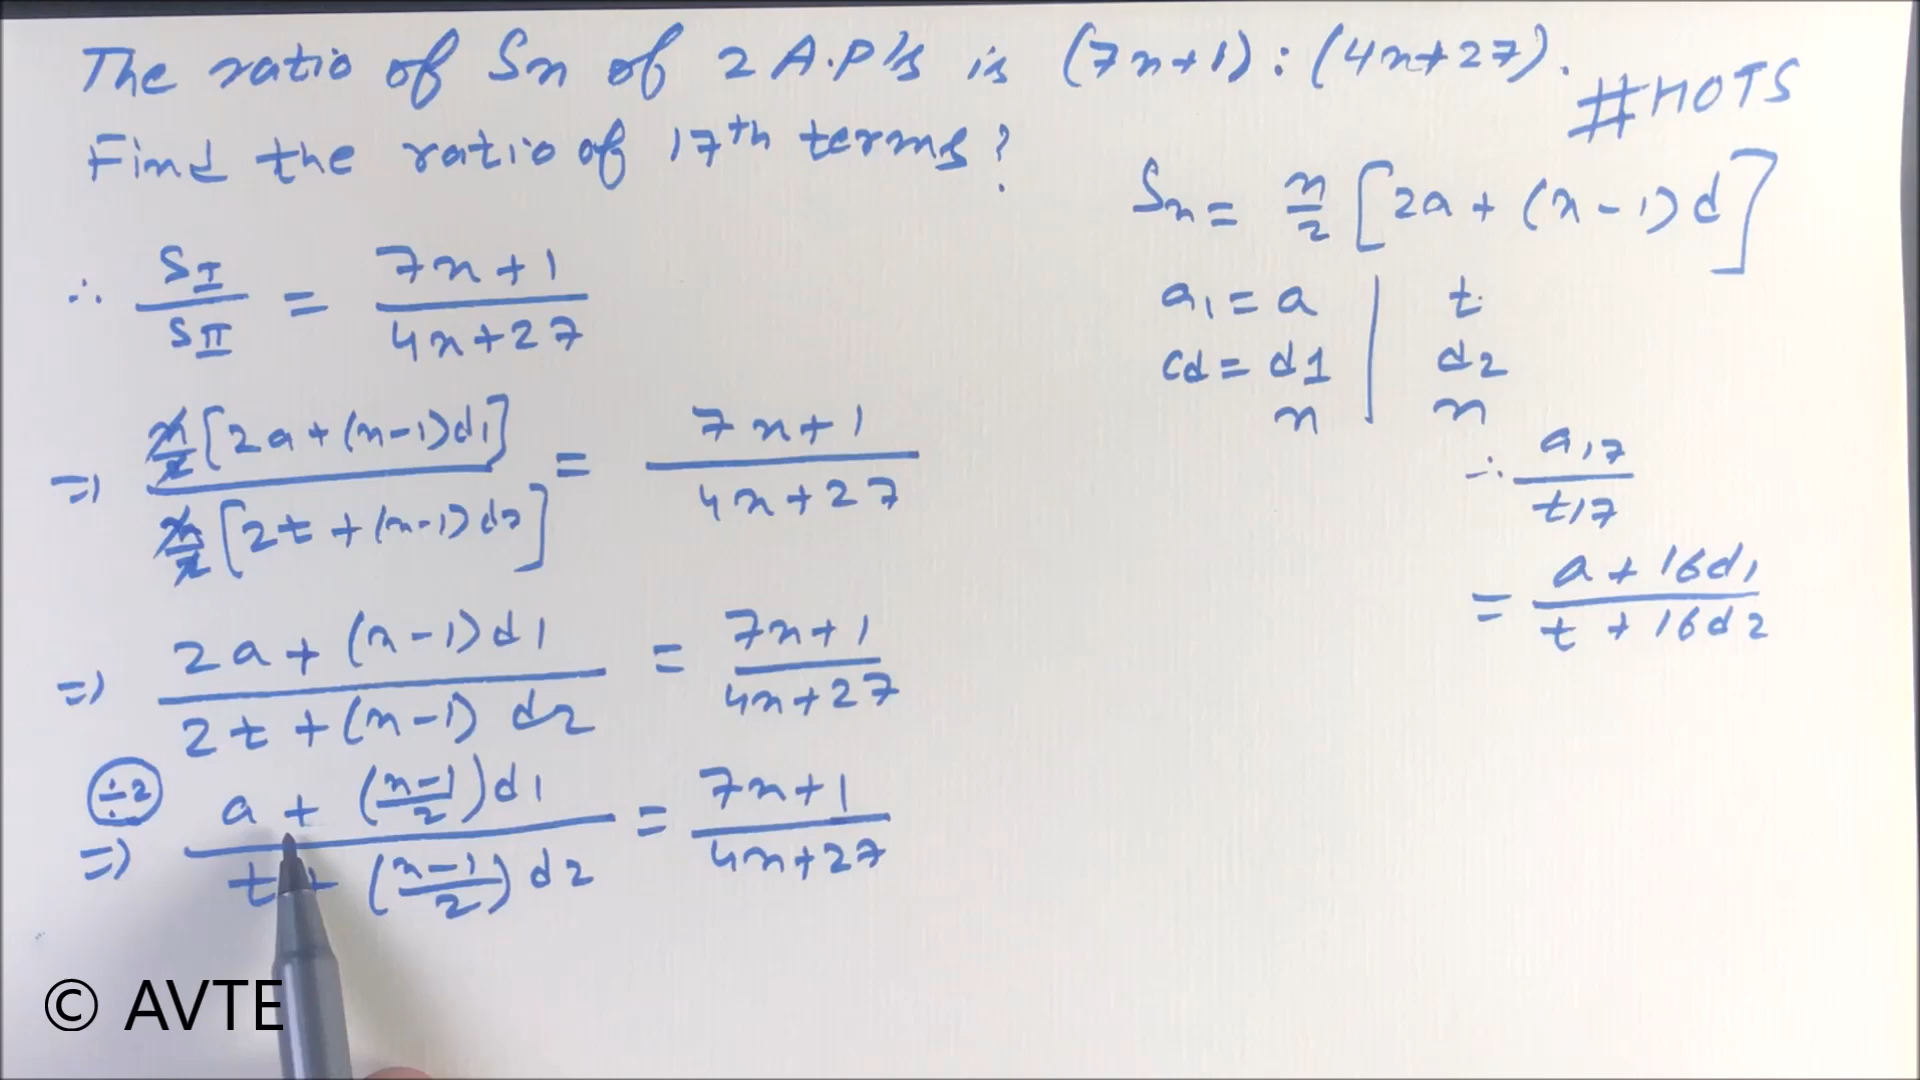 The ratio of Sn of 2 A.P's is (7n+1):(4n+27).
#HOTS
Find the ratio of 17th terms?
Sn = n/2 [2a + (n-1)d]
∴ SI/SII = 7n+1/4n+27
a1 = a | t
cd = d1 | d2
n | n
=) n/2[2a+(n-1)d1]/n/2[2t+(n-1)d2] = 7n+1/4n+27
∴ a17/t17
= a+16d1/t+16d2
=) 2a+(n-1)d1/2t+(n-1)d2 = 7n+1/4n+27
÷2
=) a+(n-1/2)d1/t+(n-1/2)d2 = 7n+1/4n+27
© AVTE